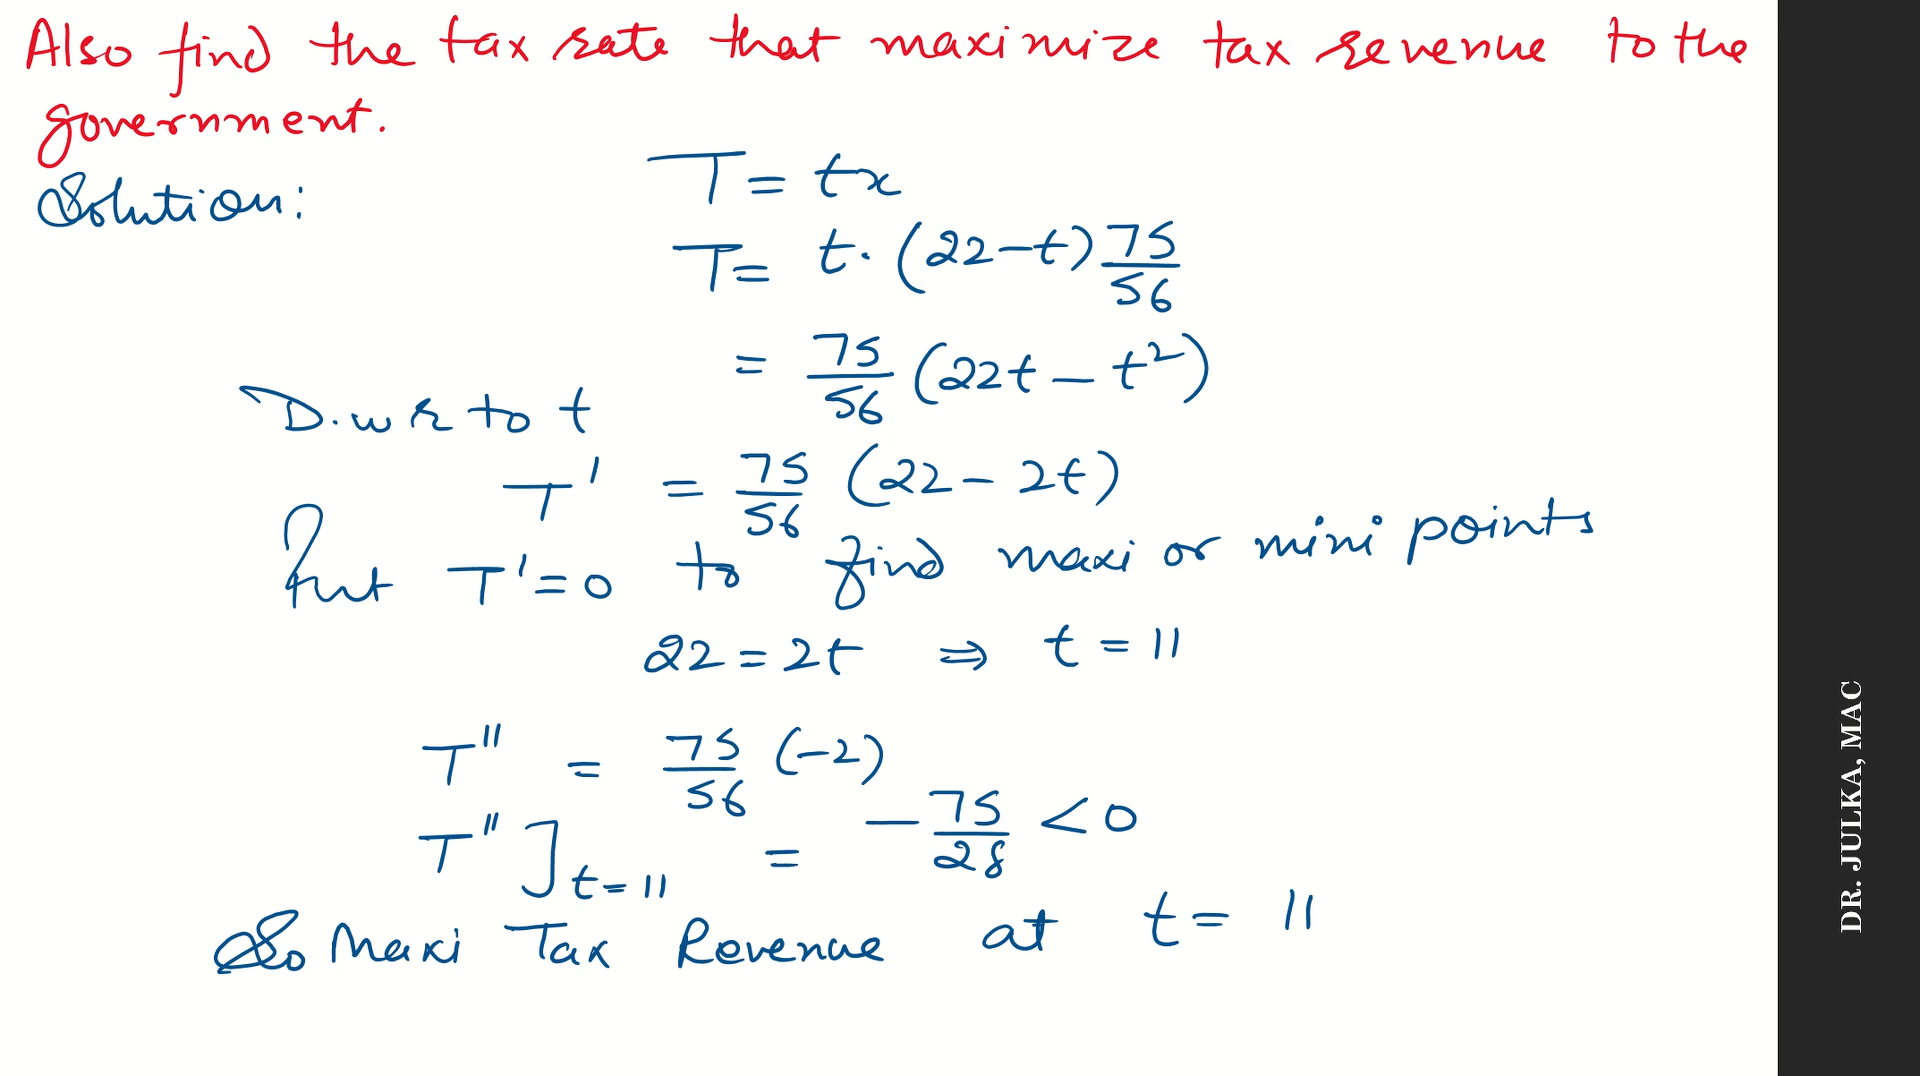 Also find the tax rate that maximize tax revenue to the
government.
Solution:
T = tx
T = t. (22-t) 75/56
= 75/56 (22t - t²)
D.w R to t
T' = 75/56 (22 - 2t)
Put T' = 0 to find maxi or mini points
22 = 2t ⇒ t = 11
T'' = 75/56 (-2)
T'' ] t = 11 = - 75/28 < 0
So Maxi Tax Revenue at t = 11
DR. JULKA, MAC